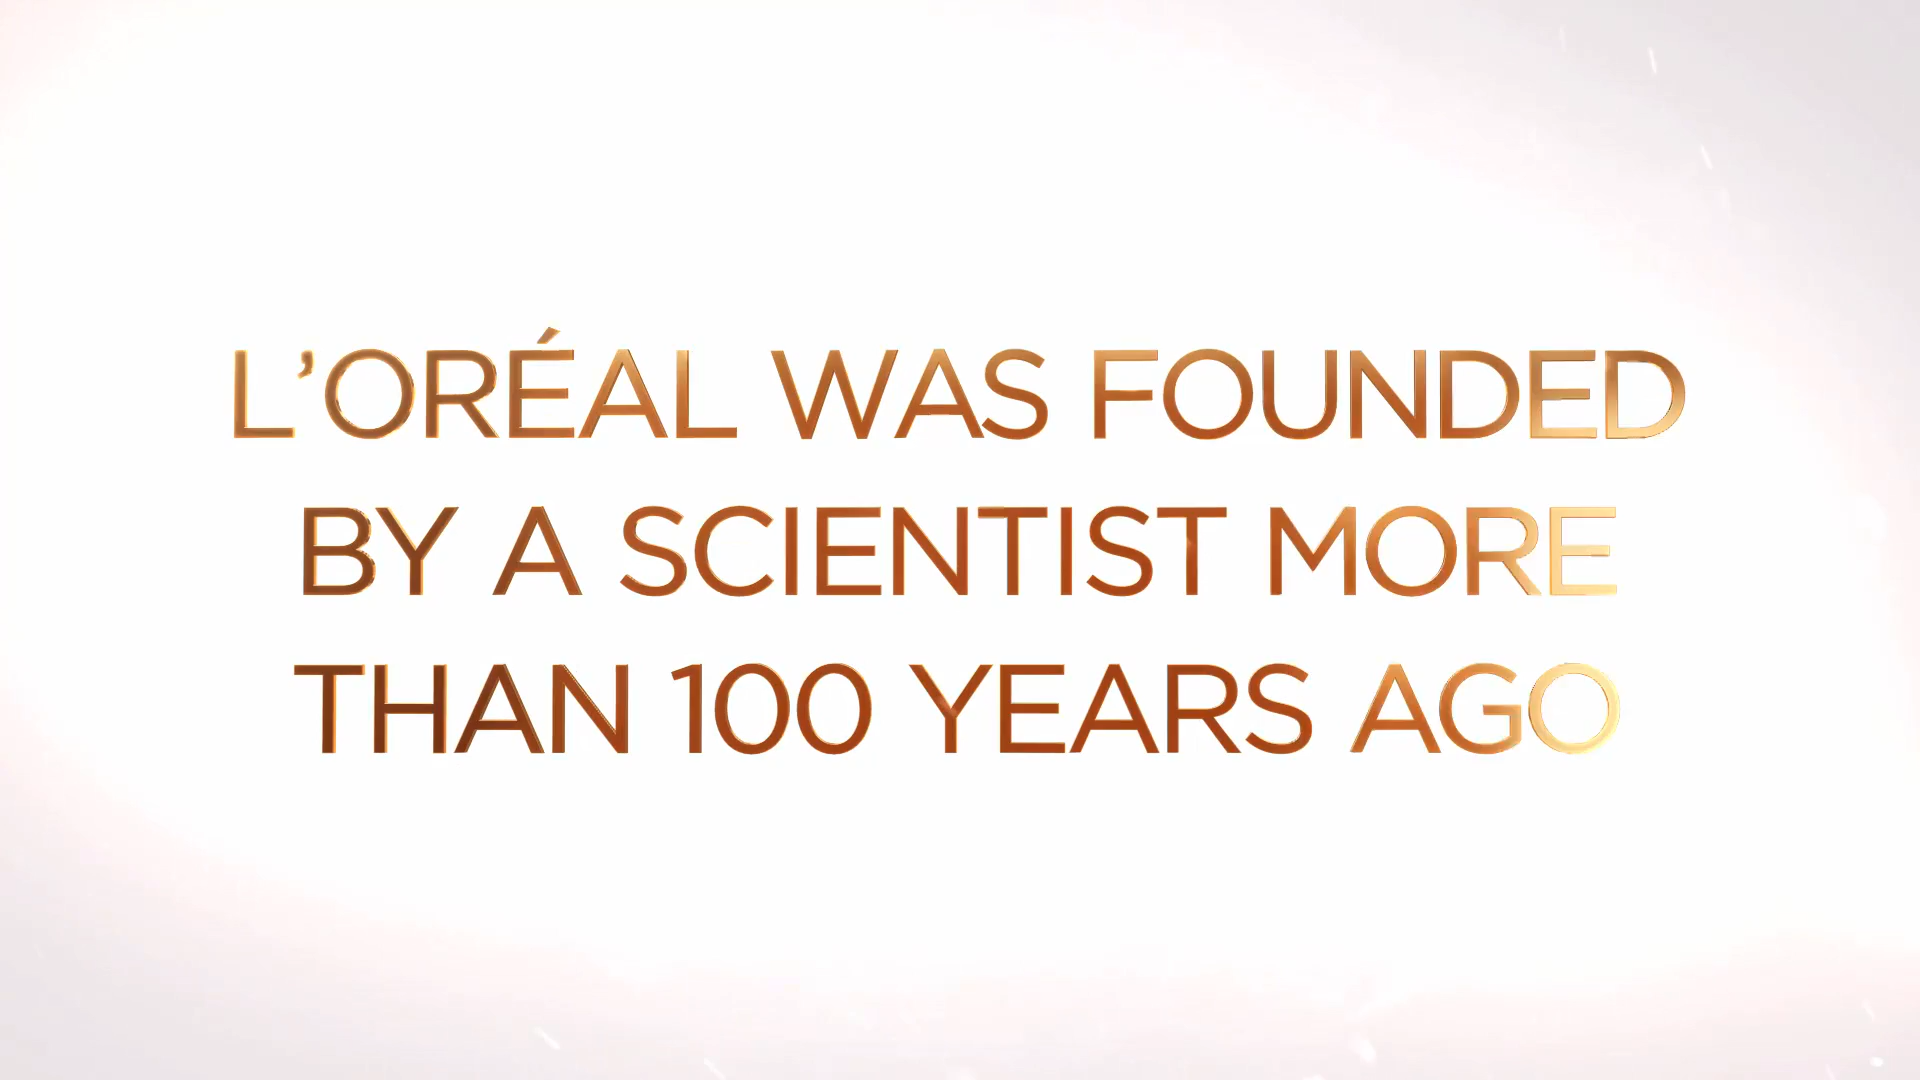 L’ORÉAL WAS FOUNDED
BY A SCIENTIST MORE
THAN 100 YEARS AGO